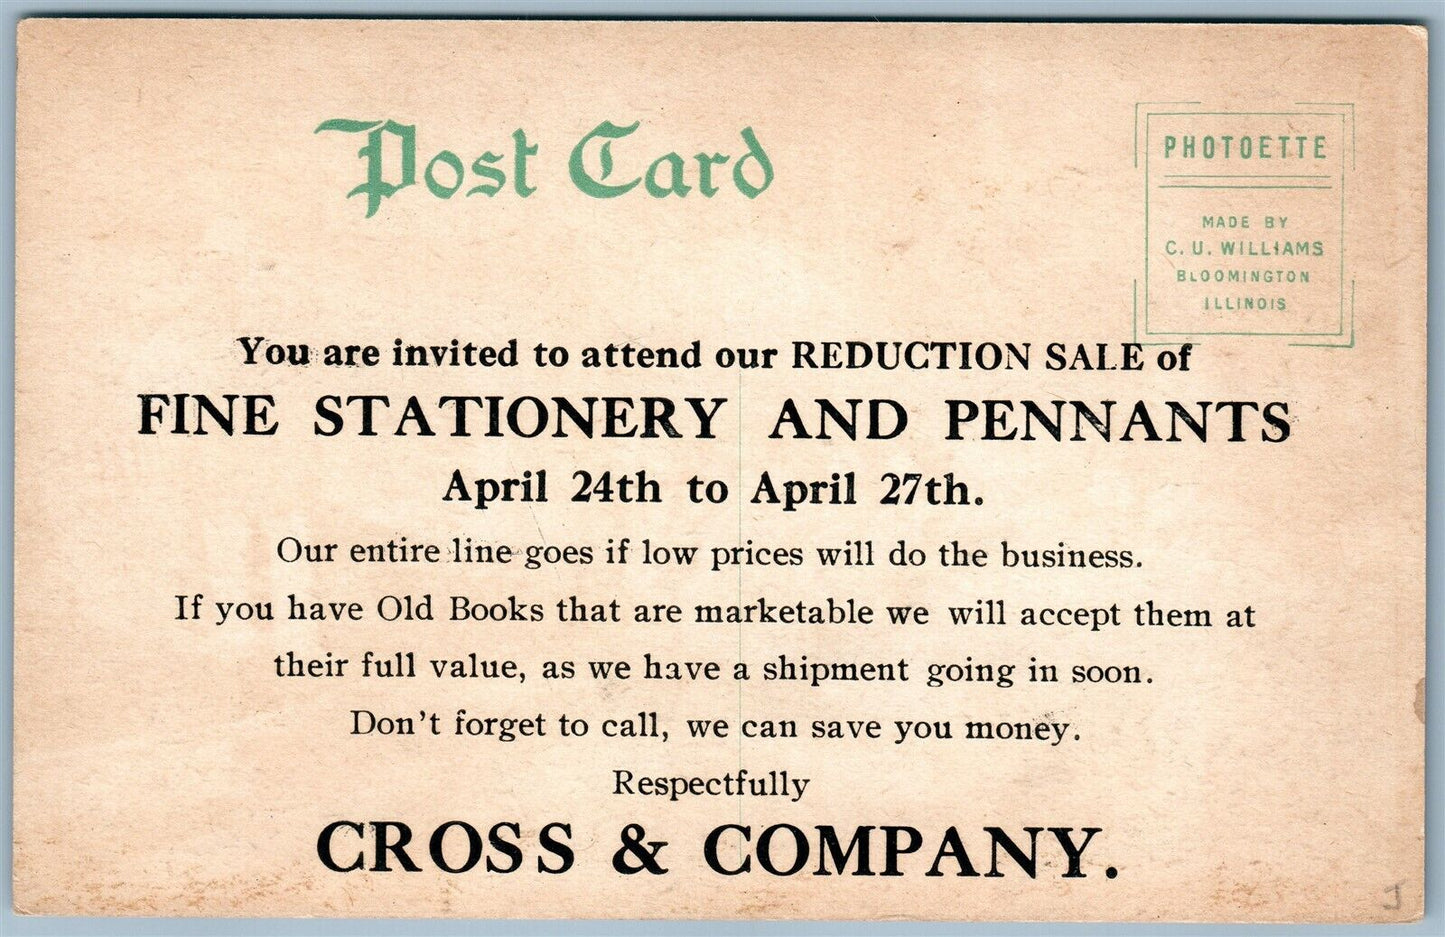 Post Card
PHOTOETTE
MADE BY
C. U. WILLIAMS
BLOOMINGTON
ILLINOIS
You are invited to attend our REDUCTION SALE of
FINE STATIONERY AND PENNANTS
April 24th to April 27th.
Our entire line goes if low prices will do the business.
If you have Old Books that are marketable we will accept them at
their full value, as we have a shipment going in soon.
Don't forget to call, we can save you money.
Respectfully
CROSS & COMPANY.